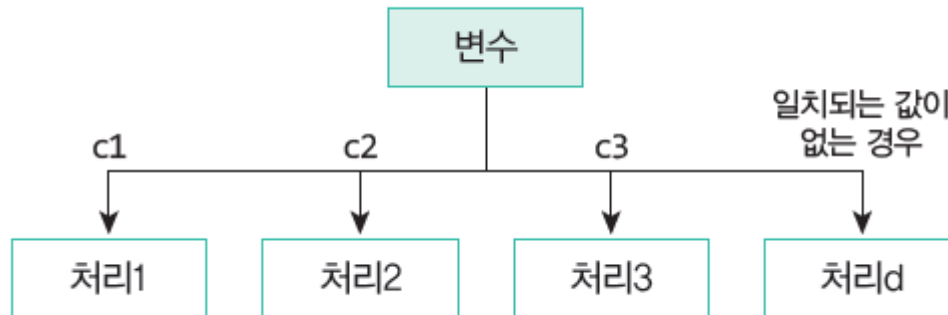 변수
c1
c2
c3
일치되는 값이
없는 경우
처리1
처리2
처리3
처리d